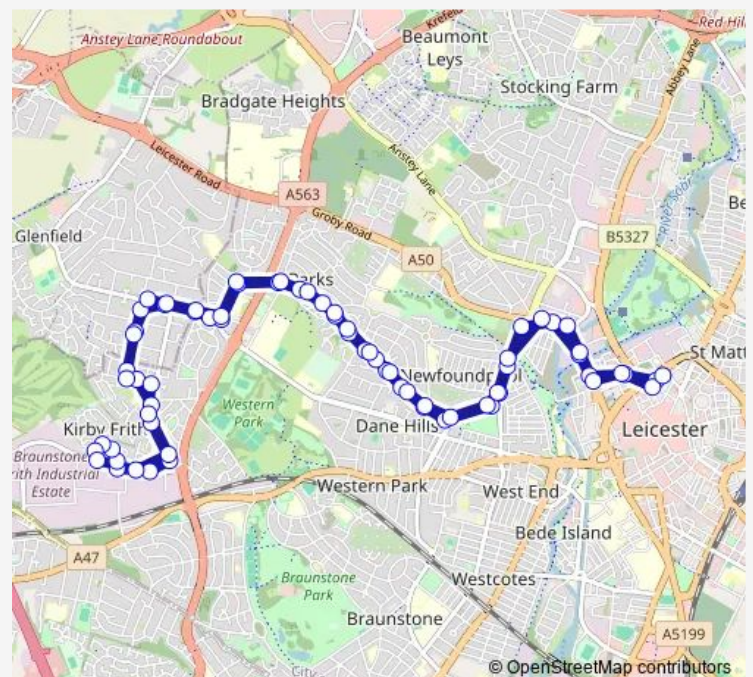 Anstey Lane Roundabout
Krefeld
Red Hill
Beaumont
Leys
Stocking Farm
Abbey Lane
Bradgate Heights
Leicester Road
Anstey Lane
River Soar
A563
Be
Groby Road
Glenfield
B5327
A50
Parks
St Matt
Newfoundpool
Western
Park
Dane Hills
Kirby Frith
Leicester
Braunstone
rith Industrial
Estate
Western Park
West End
Bede Island
A47
Braunstone
Park
Westcotes
Braunstone
A5199
City
© OpenStreetMap contributors